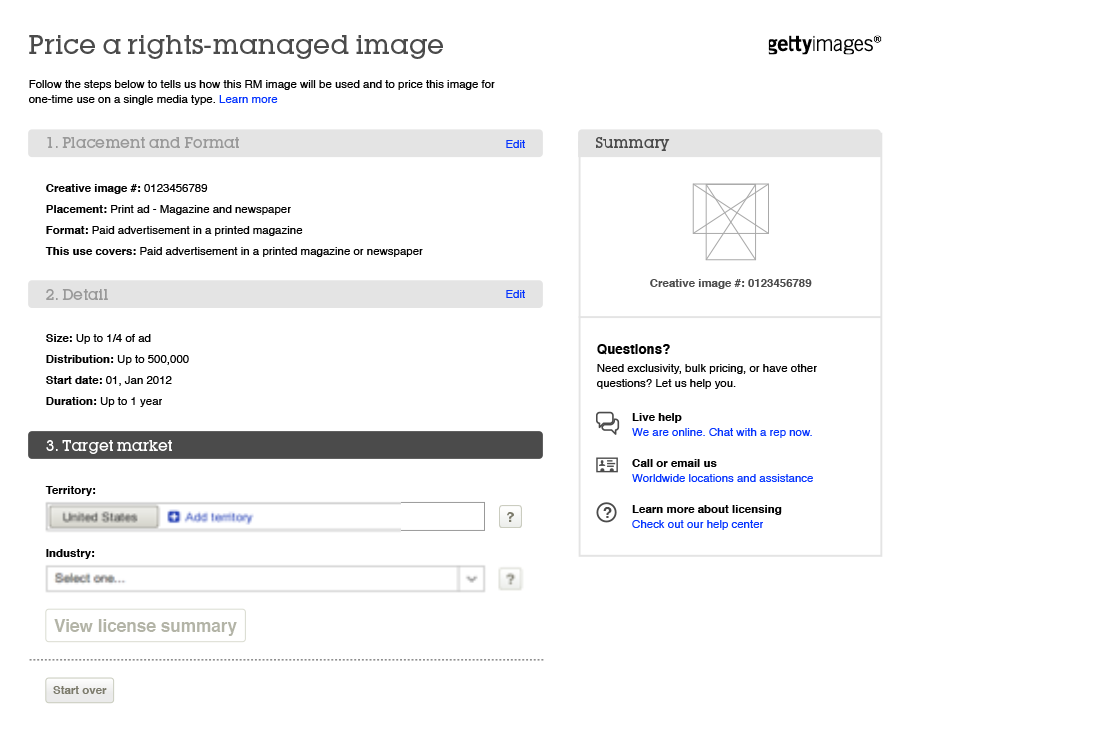 Price a rights-managed image
gettyimages®
Follow the steps below to tells us how this RM image will be used and to price this image for
one-time use on a single media type. Learn more
1. Placement and Format
Edit
Creative image #: 0123456789
Placement: Print ad - Magazine and newspaper
Format: Paid advertisement in a printed magazine
This use covers: Paid advertisement in a printed magazine or newspaper
2. Detail
Edit
Size: Up to 1/4 of ad
Distribution: Up to 500,000
Start date: 01, Jan 2012
Duration: Up to 1 year
3. Target market
Territory:
United States
Add territory
?
Industry:
Select one...
?
View license summary
Start over
Summary
Creative image #: 0123456789
Questions?
Need exclusivity, bulk pricing, or have other
questions? Let us help you.
Live help
We are online. Chat with a rep now.
Call or email us
Worldwide locations and assistance
?
Learn more about licensing
Check out our help center